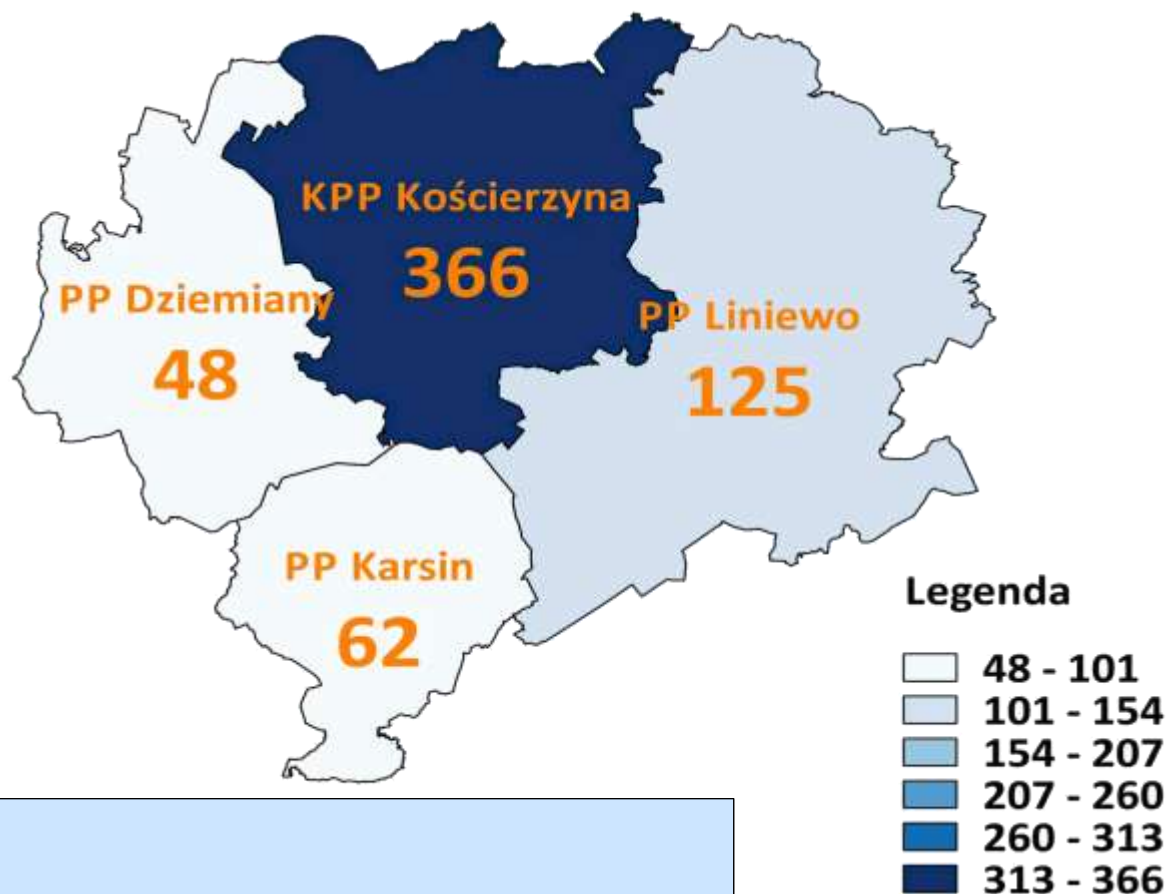 KPP Kościerzyna
366
PP Dziemiany
48
PP Liniewo
125
PP Karsin
62
Legenda
48 - 101
101 - 154
154 - 207
207 - 260
260 - 313
313 - 366